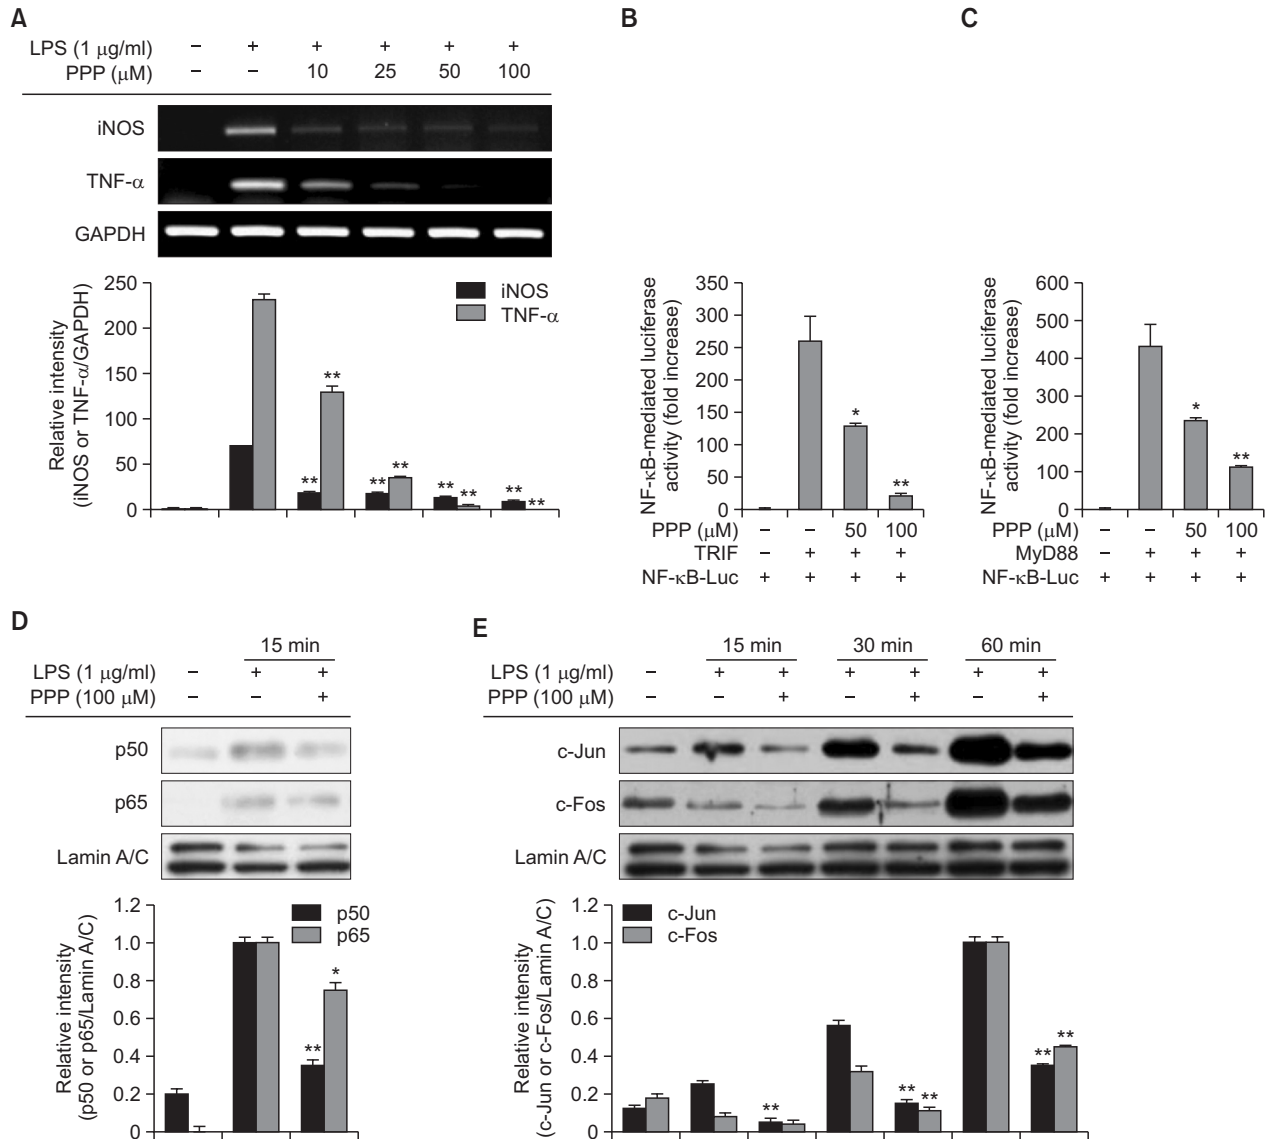 A
LPS (1 μg/ml) – + + + + +
PPP (μM) – – 10 25 50 100
iNOS
TNF-α
GAPDH
Relative intensity
(iNOS or TNF-α/GAPDH)
250
200
150
100
50
0
iNOS
TNF-α
**
**
**
**
**
**
**
**
B
NF-κB-mediated luciferase
activity (fold increase)
350
300
250
200
150
100
50
0
*
**
PPP (μM) – – 50 100
TRIF – + + +
NF-κB-Luc + + + +
C
NF-κB-mediated luciferase
activity (fold increase)
600
500
400
300
200
100
0
*
**
PPP (μM) – – 50 100
MyD88 – + + +
NF-κB-Luc + + + +
D
15 min
LPS (1 μg/ml) – + +
PPP (100 μM) – – +
p50
p65
Lamin A/C
Relative intensity
(p50 or p65/Lamin A/C)
1.2
1.0
0.8
0.6
0.4
0.2
0
p50
p65
**
*
E
15 min 30 min 60 min
LPS (1 μg/ml) – + + + + + +
PPP (100 μM) – – + – + – +
c-Jun
c-Fos
Lamin A/C
Relative intensity
(c-Jun or c-Fos/Lamin A/C)
1.2
1.0
0.8
0.6
0.4
0.2
0
c-Jun
c-Fos
**
**
**
**
**